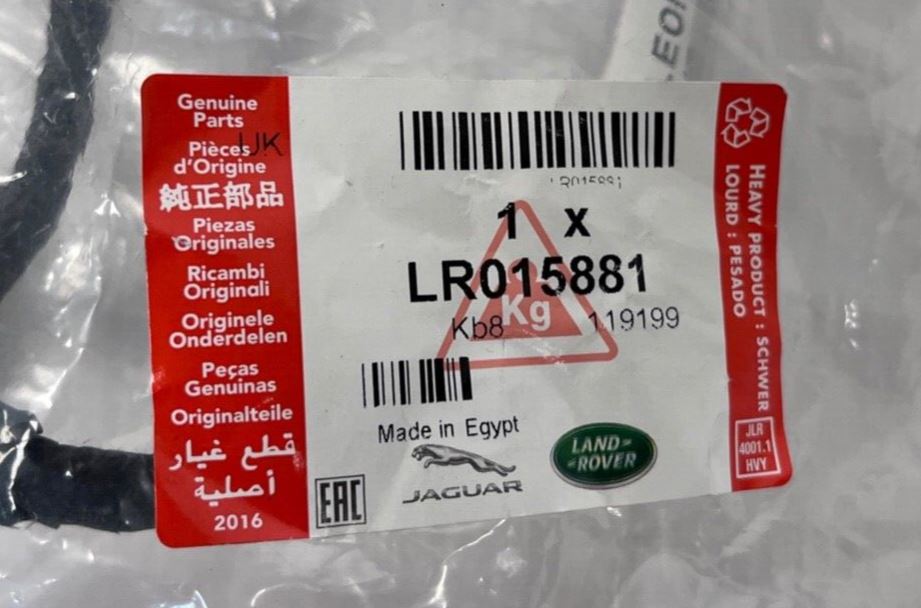 Genuine
Parts
UK
Pièces
d'Origine
純正部品
Piezas
Originales
Ricambi
Originali
Originele
Onderdelen
Peças
Genuinas
Originalteile
قطع غيار
أصلية
2016
LR015881
1 x
LR015881
Kg
Kb8 119199
Made in Egypt
EAC
JAGUAR
LAND
ROVER
HEAVY PRODUCT : SCHWER
LOURD : PESADO
JLR
4001.1
HVY